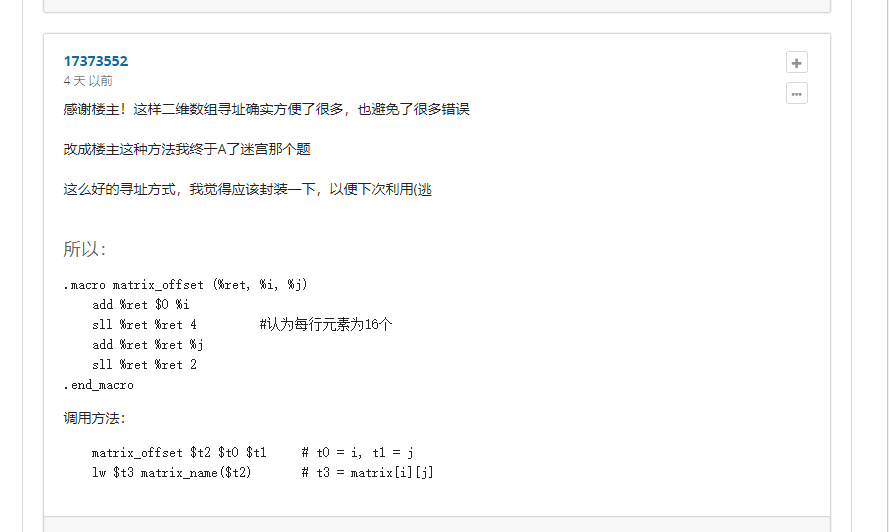 17373552
4 天 以前
感谢楼主！这样二维数组寻址确实方便了很多，也避免了很多错误
改成楼主这种方法我终于A了迷宫那个题
这么好的寻址方式，我觉得应该封装一下，以便下次利用(逃
所以：
.macro matrix_offset (%ret, %i, %j)
    add %ret $0 %i
    sll %ret %ret 4         #认为每行元素为16个
    add %ret %ret %j
    sll %ret %ret 2
.end_macro
调用方法：
    matrix_offset $t2 $t0 $t1     # t0 = i, t1 = j
    lw $t3 matrix_name($t2)       # t3 = matrix[i][j]